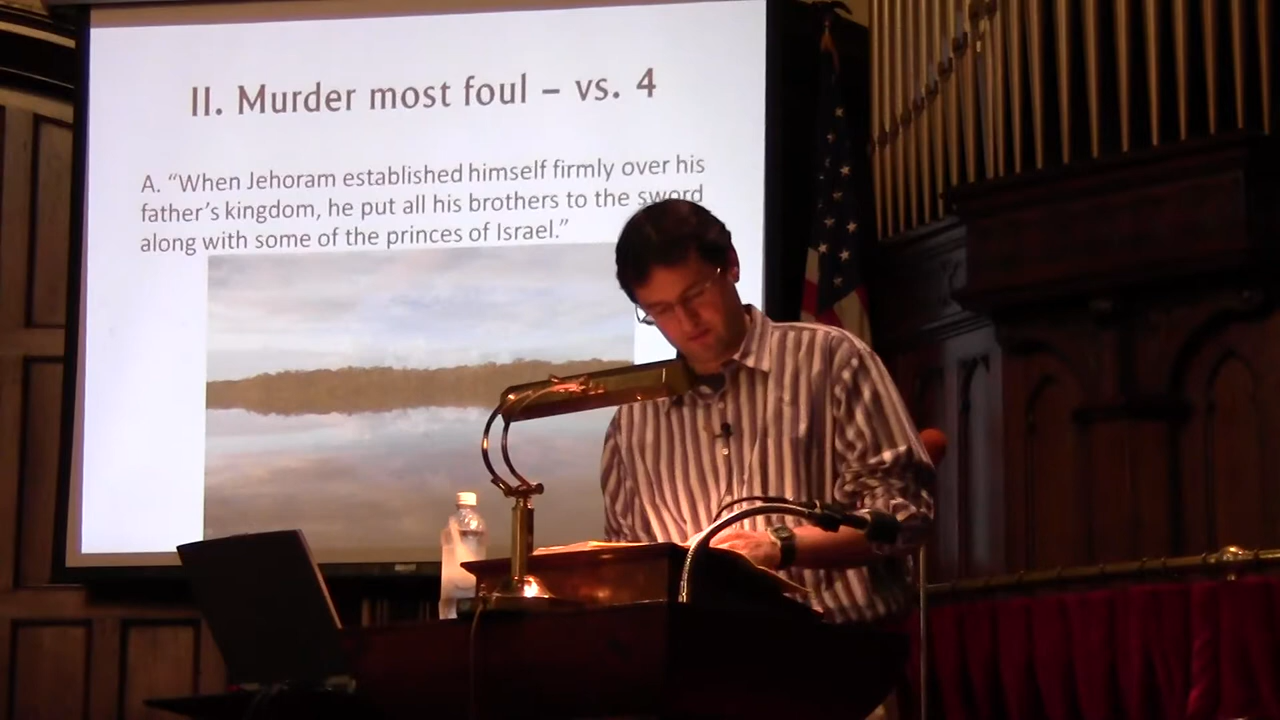 II. Murder most foul – vs. 4
A. “When Jehoram established himself firmly over his
father’s kingdom, he put all his brothers to the sword
along with some of the princes of Israel.”